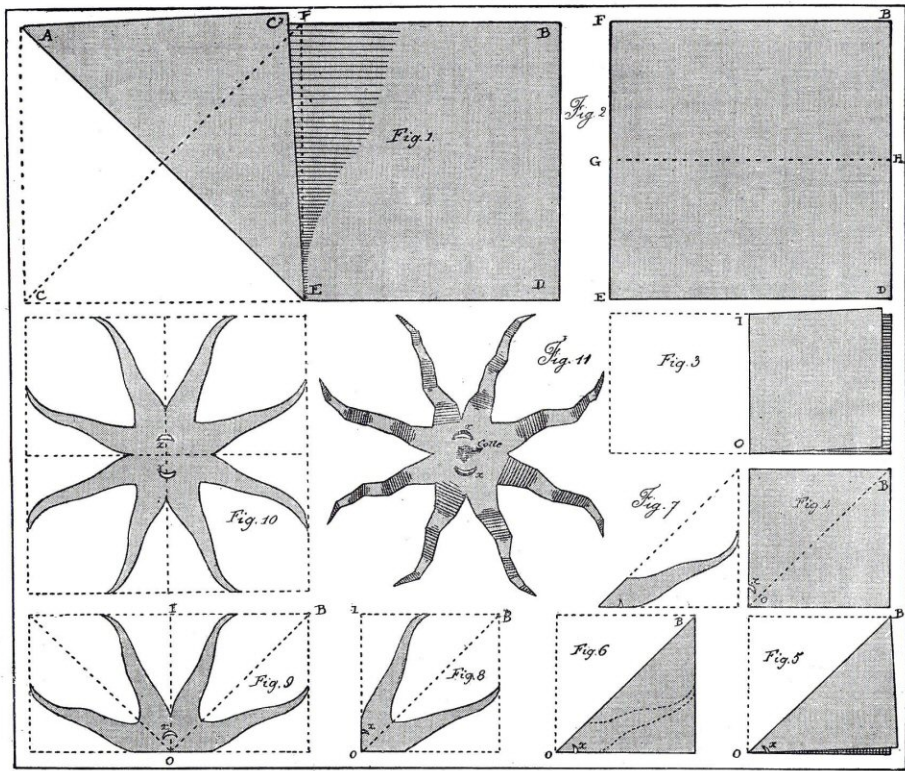 A
C
F
B
Fig. 1.
C
E
D
F
B
Fig. 2
G
H
E
D
Fig. 10
x
x
Fig. 11
x
Colle
x
I
Fig. 3
O
Fig. 7
Fig. 4
B
x
O
I
B
Fig. 9
x
O
I
B
Fig. 8
x
O
B
Fig. 6
x
O
B
Fig. 5
x
O